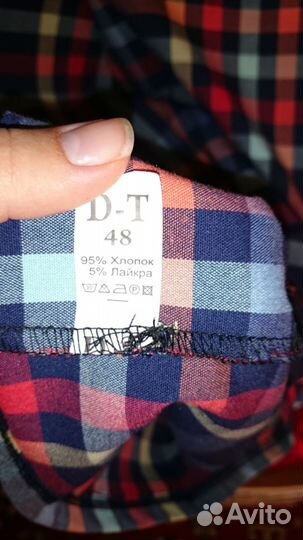 D-T
48
95% Хлопок
5% Лайкра
Avito